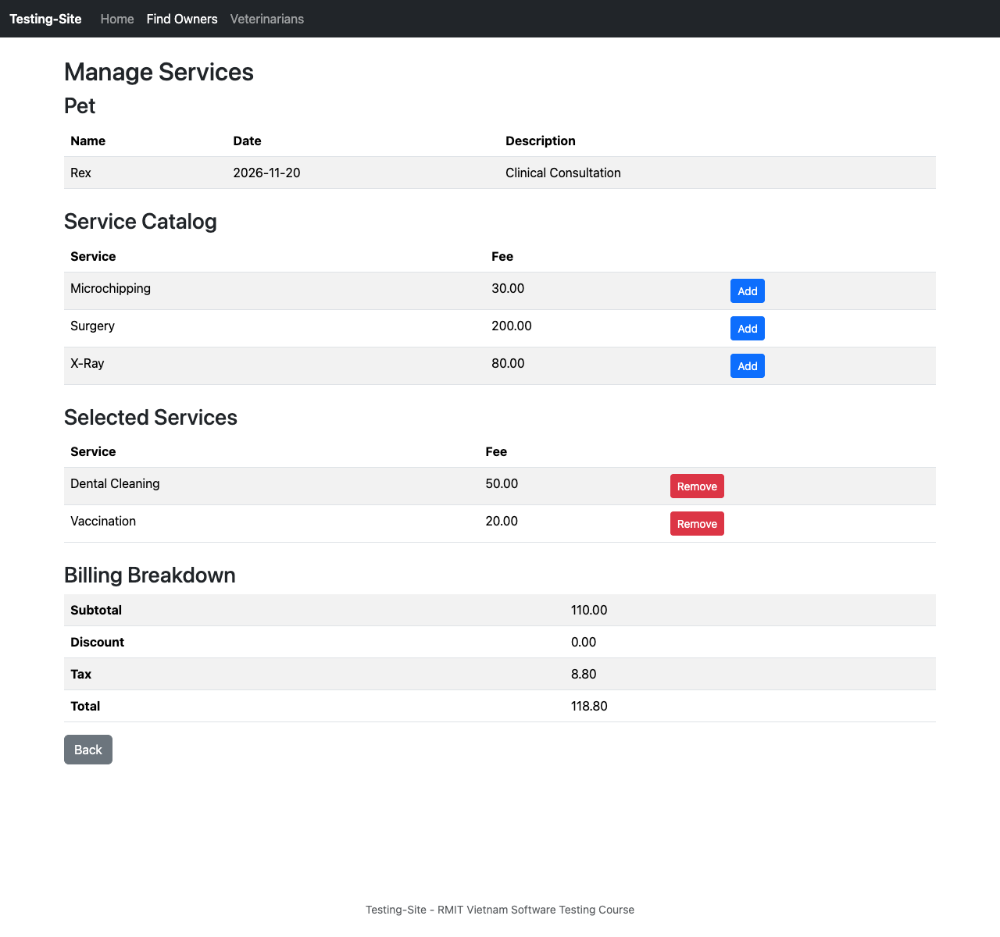 Testing-Site Home Find Owners Veterinarians
Manage Services
Pet
Name Date Description
Rex 2026-11-20 Clinical Consultation
Service Catalog
Service Fee
Microchipping 30.00 Add
Surgery 200.00 Add
X-Ray 80.00 Add
Selected Services
Service Fee
Dental Cleaning 50.00 Remove
Vaccination 20.00 Remove
Billing Breakdown
Subtotal 110.00
Discount 0.00
Tax 8.80
Total 118.80
Back
Testing-Site - RMIT Vietnam Software Testing Course